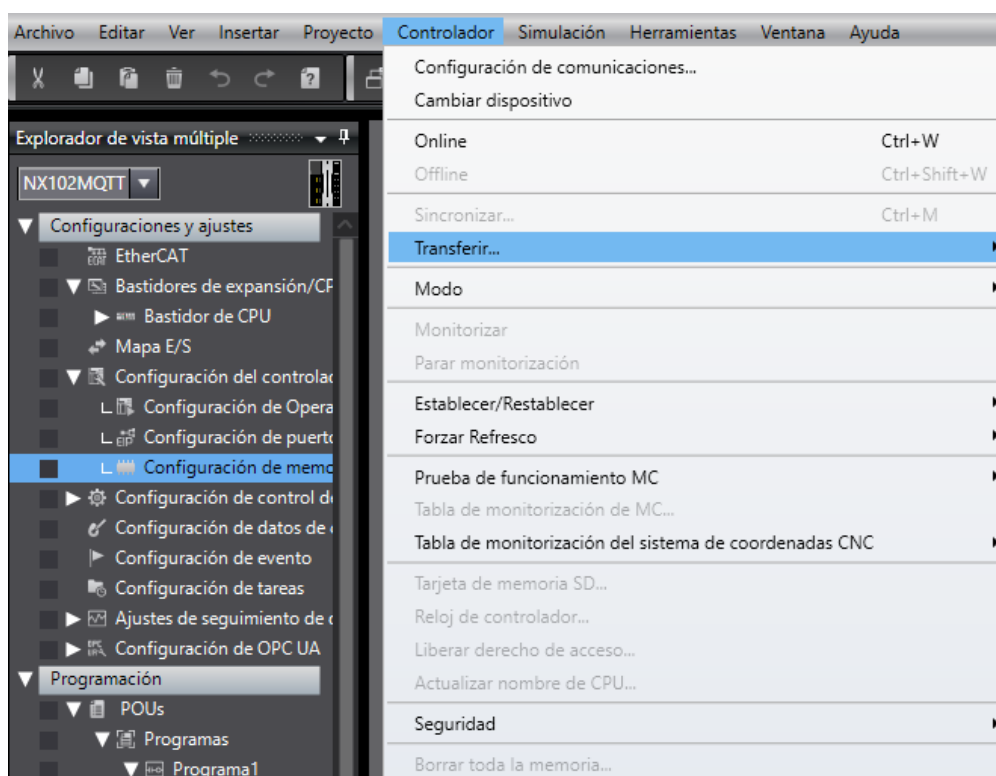 Archivo Editar Ver Insertar Proyecto Controlador Simulación Herramientas Ventana Ayuda
Explorador de vista múltiple
NX102MQTT
Configuraciones y ajustes
EtherCAT
Bastidores de expansión/CP
Bastidor de CPU
Mapa E/S
Configuración del controlad
Configuración de Opera
Configuración de puerto
Configuración de memo
Configuración de control de
Configuración de datos de
Configuración de evento
Configuración de tareas
Ajustes de seguimiento de
Configuración de OPC UA
Programación
POUs
Programas
Programa1
Configuración de comunicaciones...
Cambiar dispositivo
Online Ctrl+W
Offline Ctrl+Shift+W
Sincronizar... Ctrl+M
Transferir...
Modo
Monitorizar
Parar monitorización
Establecer/Restablecer
Forzar Refresco
Prueba de funcionamiento MC
Tabla de monitorización de MC...
Tabla de monitorización del sistema de coordenadas CNC
Tarjeta de memoria SD...
Reloj de controlador...
Liberar derecho de acceso...
Actualizar nombre de CPU...
Seguridad
Borrar toda la memoria...